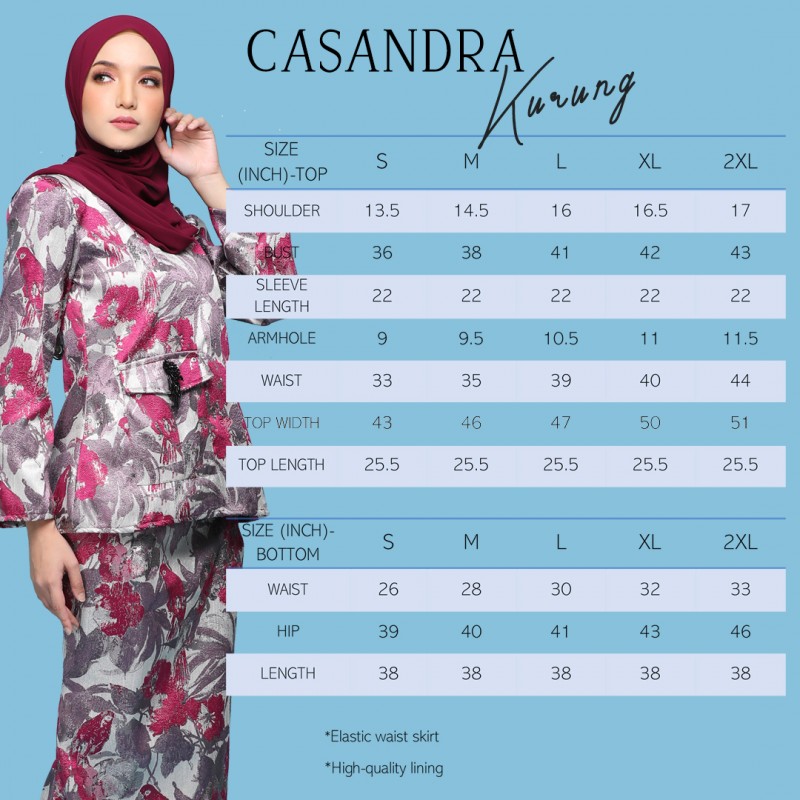 CASANDRA
Kurung
SIZE
(INCH)-TOP S M L XL 2XL
SHOULDER 13.5 14.5 16 16.5 17
BUST 36 38 41 42 43
SLEEVE
LENGTH 22 22 22 22 22
ARMHOLE 9 9.5 10.5 11 11.5
WAIST 33 35 39 40 44
TOP WIDTH 43 46 47 50 51
TOP LENGTH 25.5 25.5 25.5 25.5 25.5
SIZE (INCH)-
BOTTOM S M L XL 2XL
WAIST 26 28 30 32 33
HIP 39 40 41 43 46
LENGTH 38 38 38 38 38
*Elastic waist skirt
*High-quality lining